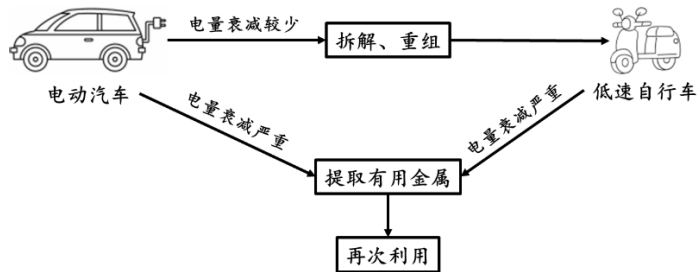 电量衰减较少
拆解、重组
电动汽车
低速自行车
电量衰减严重
电量衰减严重
提取有用金属
再次利用